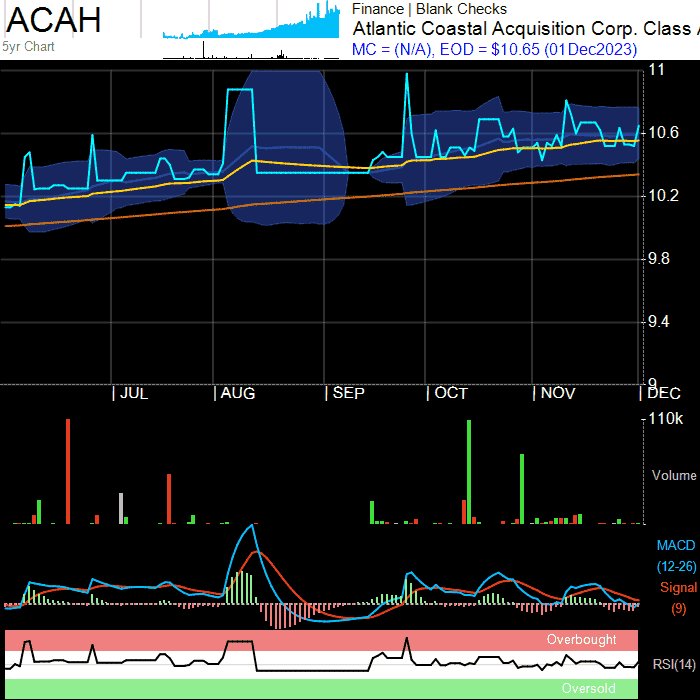 ACAH
5yr Chart
Finance | Blank Checks
Atlantic Coastal Acquisition Corp. Class
MC = (N/A), EOD = $10.65 (01Dec2023)
11
10.6
10.2
9.8
9.4
9
JUL AUG SEP OCT NOV DEC
110k
Volume
MACD
(12-26)
Signal
(9)
Overbought
RSI(14)
Oversold